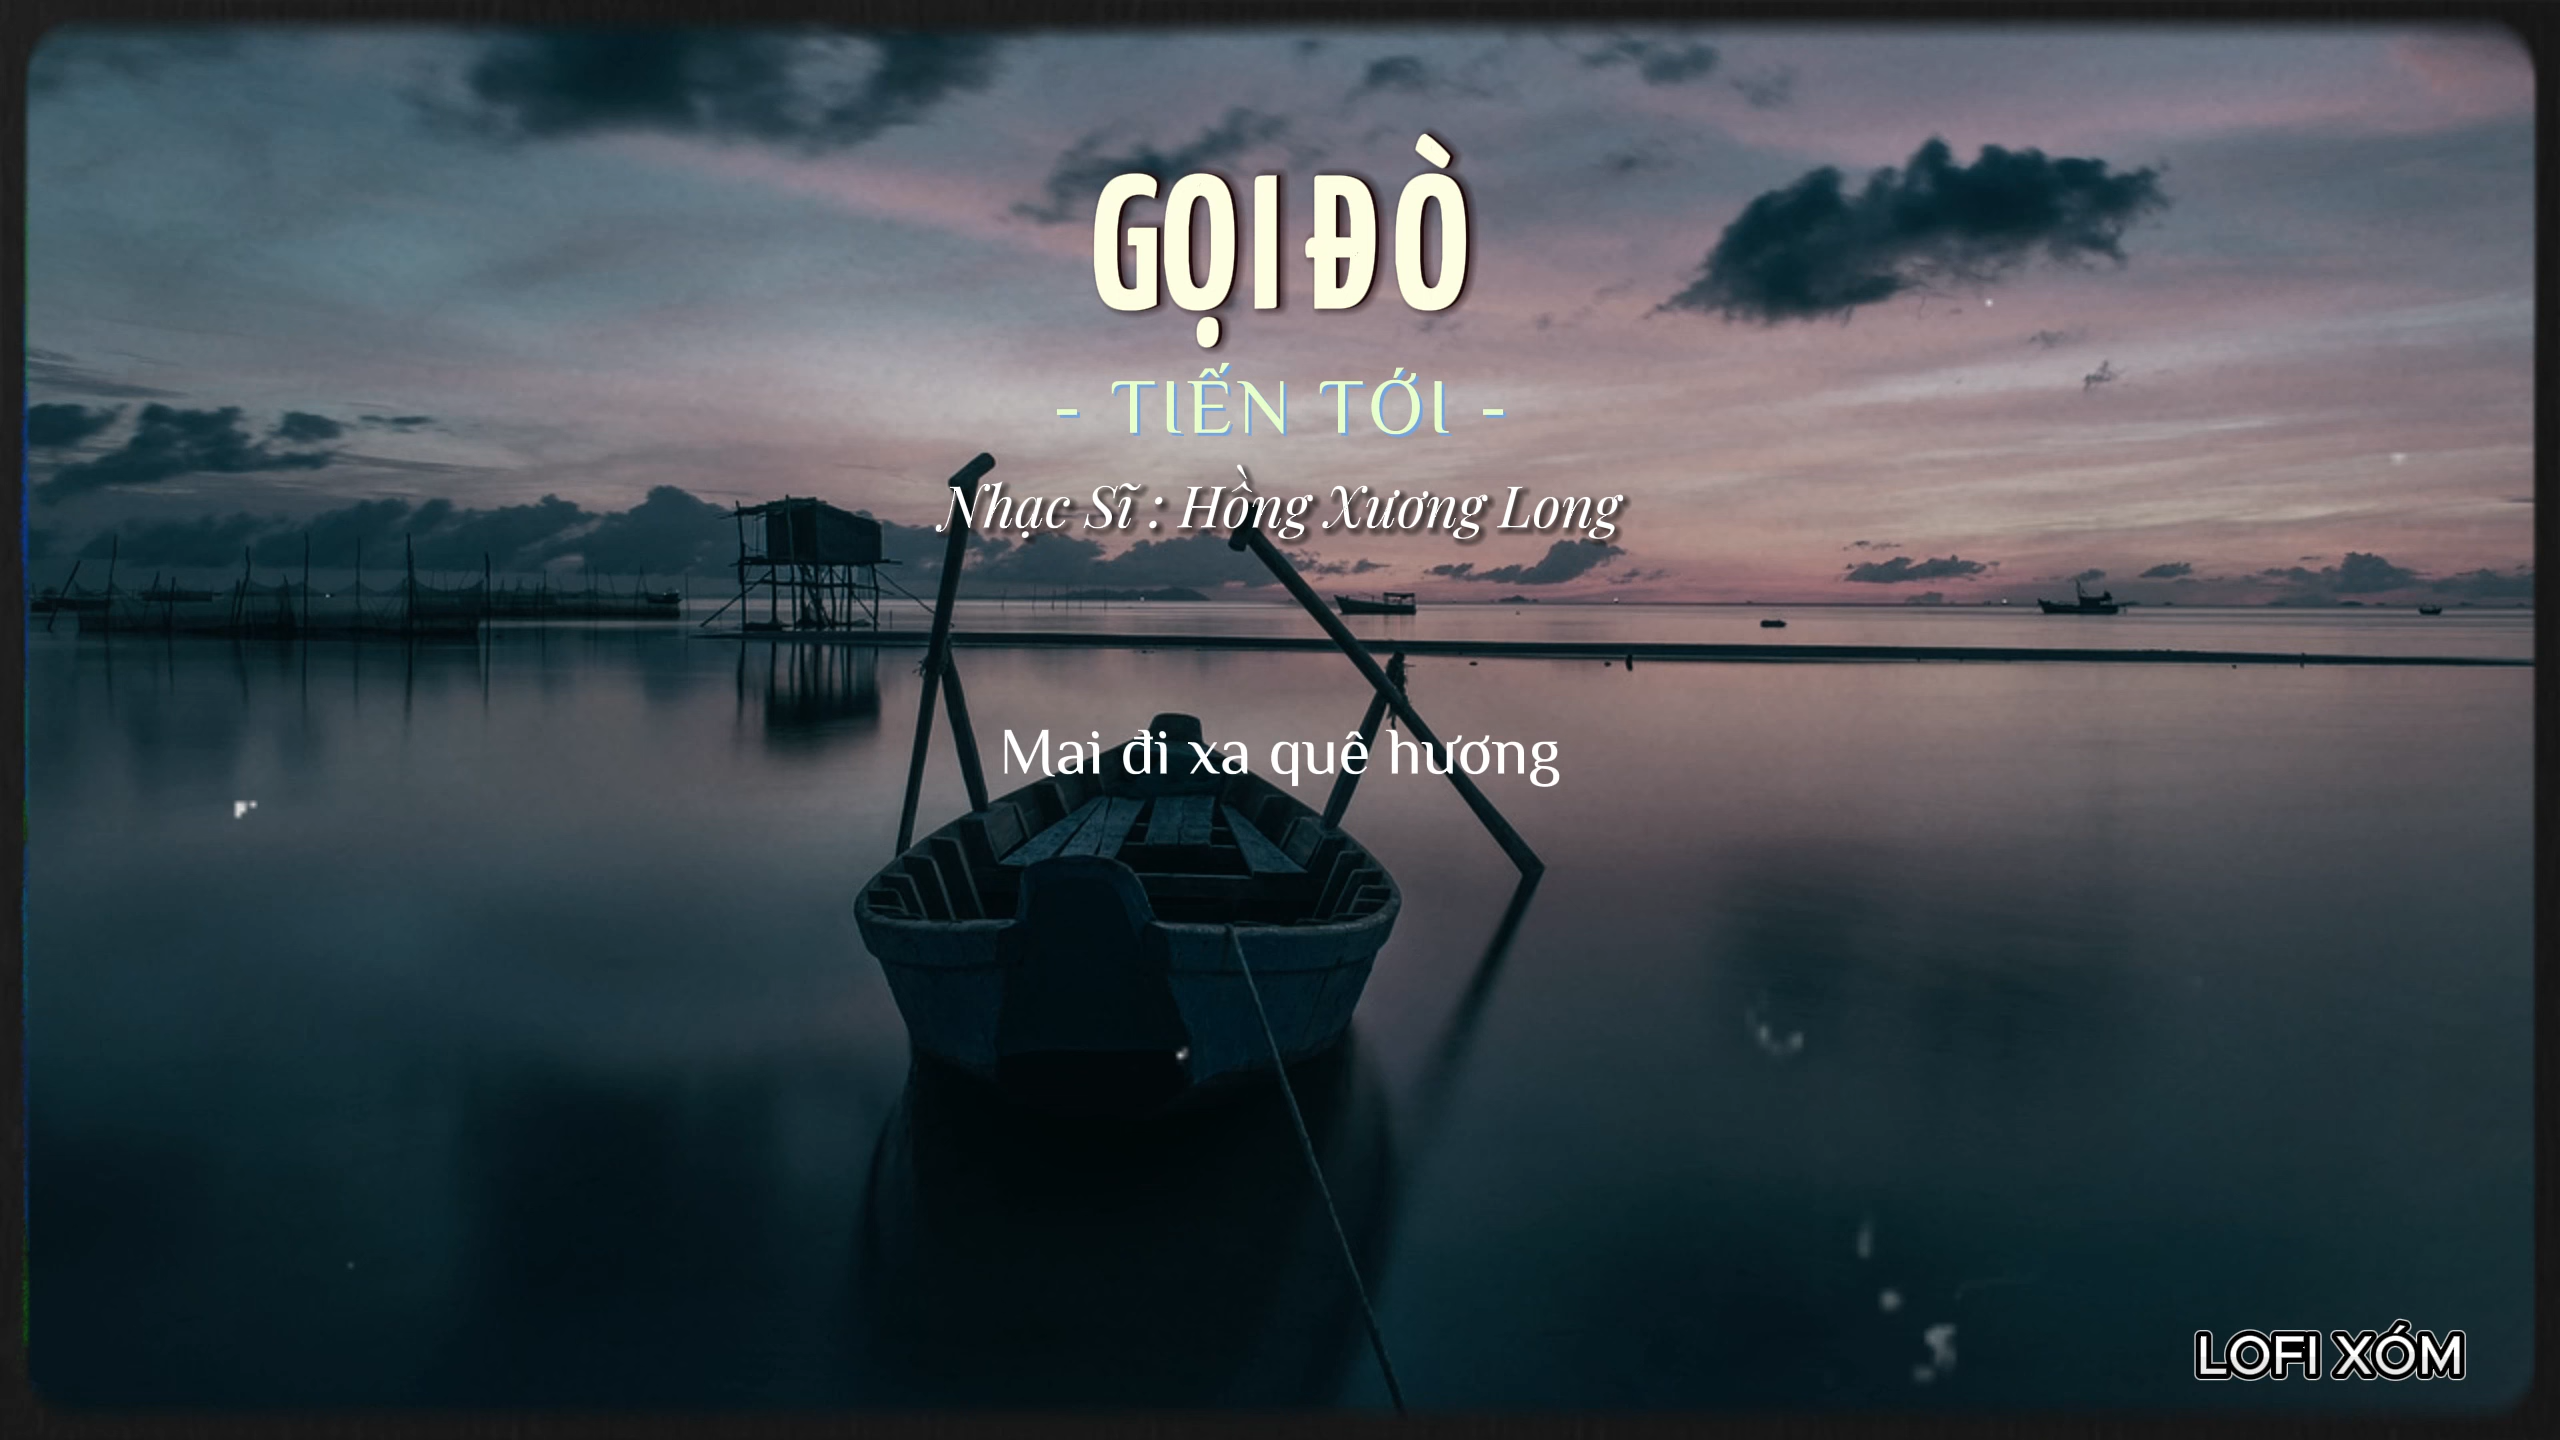 GỌI ĐÒ
- TIẾN TỚI -
Nhạc Sĩ : Hồng Xương Long
Mai đi xa quê hương
LOFI XÓM